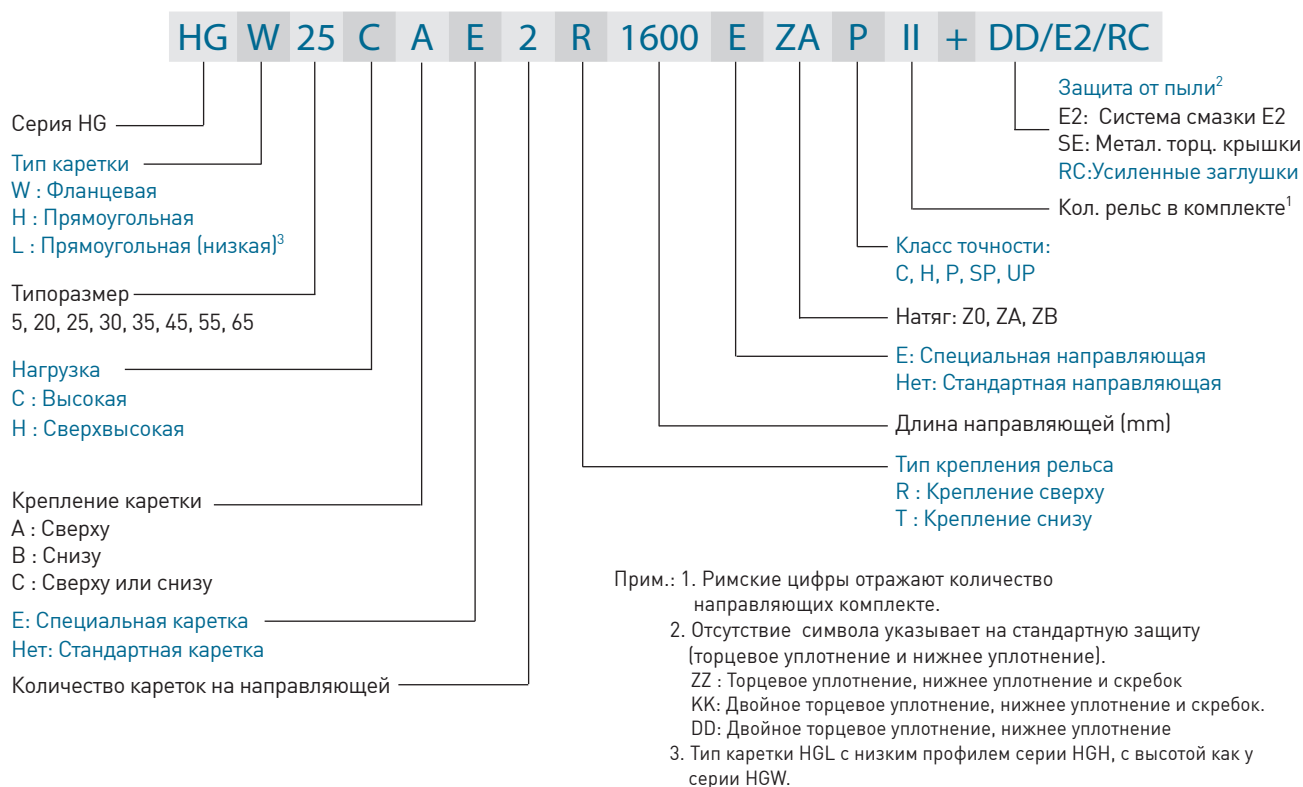 HG W 25 C A E 2 R 1600 E ZA P II + DD/E2/RC
Серия HG
Тип каретки
W : Фланцевая
H : Прямоугольная
L : Прямоугольная (низкая)3
Типоразмер
5, 20, 25, 30, 35, 45, 55, 65
Нагрузка
C : Высокая
H : Сверхвысокая
Крепление каретки
A : Сверху
B : Снизу
C : Сверху или снизу
E: Специальная каретка
Нет: Стандартная каретка
Количество кареток на направляющей
Защита от пыли2
E2: Система смазки E2
SE: Метал. торц. крышки
RC:Усиленные заглушки
Кол. рельс в комплекте1
Класс точности:
C, H, P, SP, UP
Натяг: Z0, ZA, ZB
E: Специальная направляющая
Нет: Стандартная направляющая
Длина направляющей (mm)
Тип крепления рельса
R : Крепление сверху
T : Крепление снизу
Прим.: 1. Римские цифры отражают количество
направляющих комплекте.
2. Отсутствие символа указывает на стандартную защиту
(торцевое уплотнение и нижнее уплотнение).
ZZ : Торцевое уплотнение, нижнее уплотнение и скребок
KK: Двойное торцевое уплотнение, нижнее уплотнение и скребок.
DD: Двойное торцевое уплотнение, нижнее уплотнение
3. Тип каретки HGL с низким профилем серии HGH, с высотой как у
серии HGW.